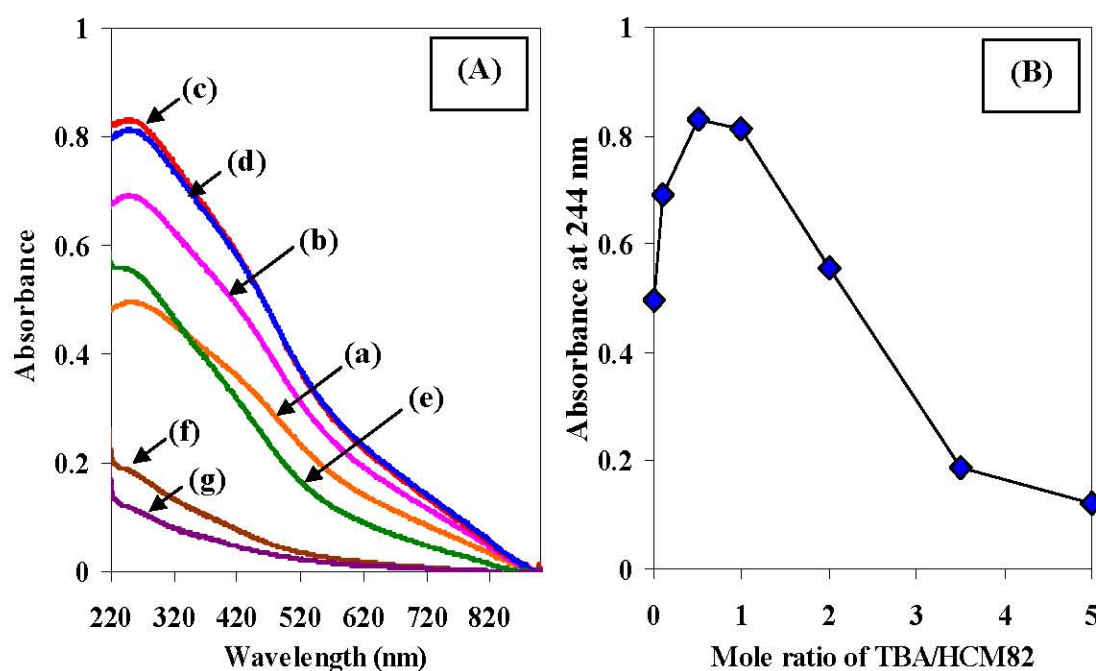 (A)
1
0.8
0.6
0.4
0.2
0
Absorbance
(c)
(d)
(b)
(a)
(e)
(f)
(g)
220 320 420 520 620 720 820
Wavelength (nm)
(B)
1
0.8
0.6
0.4
0.2
0
Absorbance at 244 nm
0 1 2 3 4 5
Mole ratio of TBA/HCM82